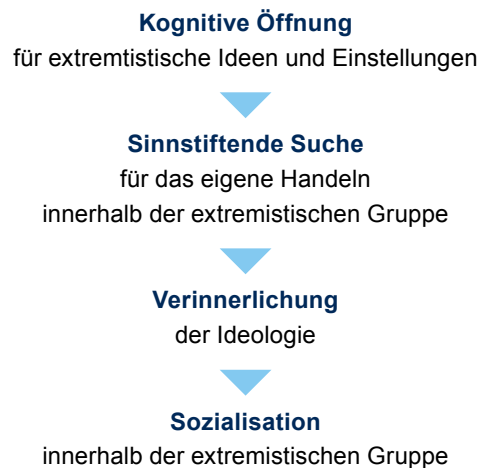 Kognitive Öffnung
für extremtistische Ideen und Einstellungen
Sinnstiftende Suche
für das eigene Handeln
innerhalb der extremistischen Gruppe
Verinnerlichung
der Ideologie
Sozialisation
innerhalb der extremistischen Gruppe